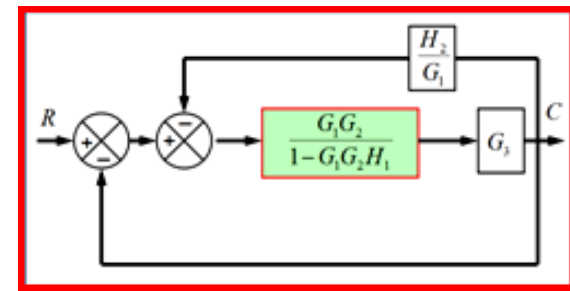 H₂
G₁
R
−
+
−
+
−
G₁G₂
1−G₁G₂H₁
G₃
C